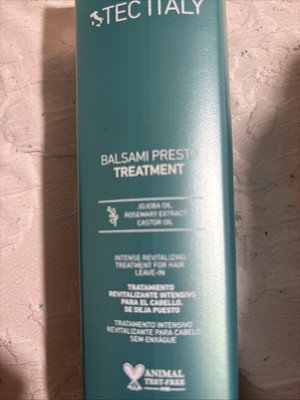 TEC ITALY
BALSAMI PRESTO
TREATMENT
JOJOBA OIL
ROSEMARY EXTRACT
CASTOR OIL
INTENSE REVITALIZING
TREATMENT FOR HAIR.
LEAVE-IN
TRATAMIENTO
REVITALIZANTE INTENSIVO
PARA EL CABELLO.
SE DEJA PUESTO
TRATAMENTO INTENSIVO
REVITALIZANTE PARA CABELO
SEM ENXÁGUE
ANIMAL
TEST-FREE